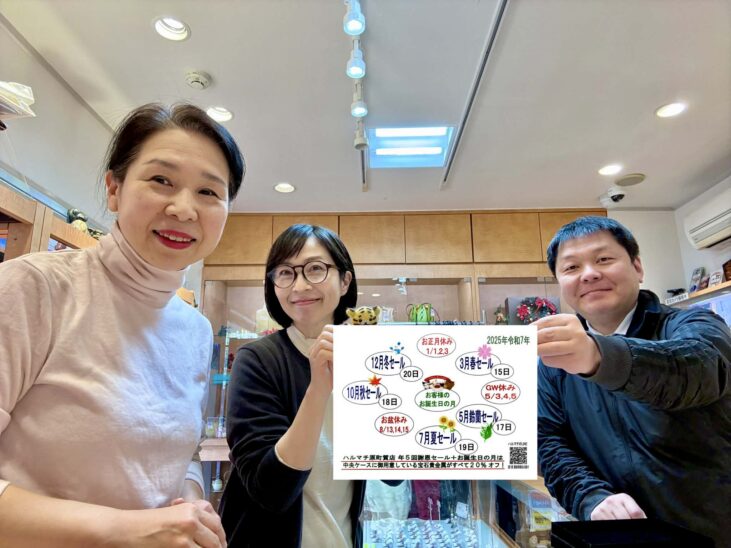 2025年令和7年
お正月休み
1/1,2,3
12月冬セール
20日
3月春セール
15日
10月秋セール
18日
お客様の
お誕生日の月
GW休み
5/3,4,5
お盆休み
8/13,14,15
5月鈴蘭セール
17日
7月夏セール
19日
ハルマチ原町質店 年5回謝恩セール+お誕生日の月は
中央ケースに御用意している宝石貴金属がすべて20%オフ!